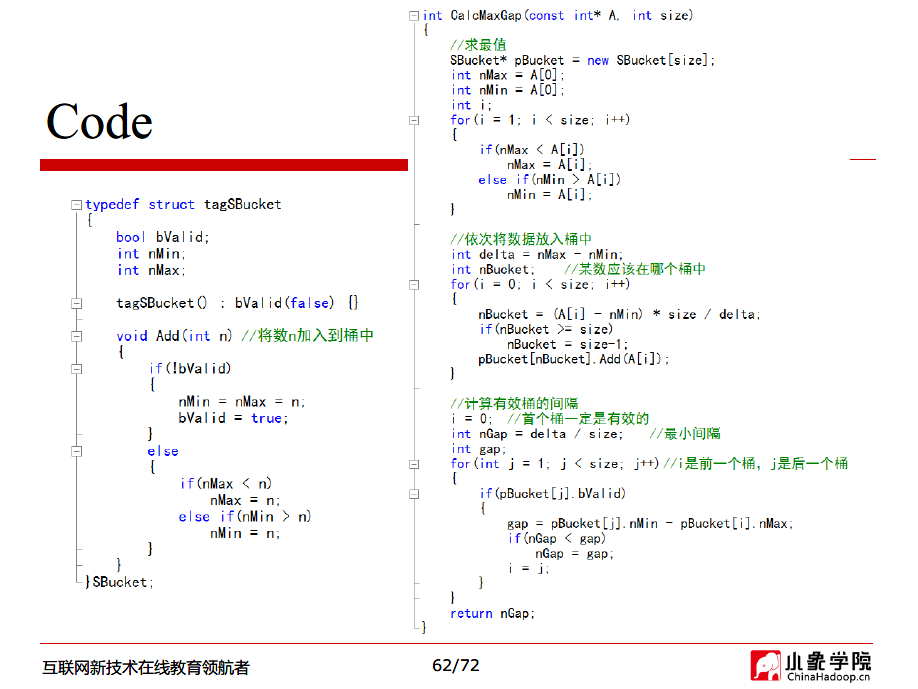 Code
typedef struct tagSBucket
{
bool bValid;
int nMin;
int nMax;
tagSBucket() : bValid(false) {}
void Add(int n) //将数n加入到桶中
{
if(!bValid)
{
nMin = nMax = n;
bValid = true;
}
else
{
if(nMax < n)
nMax = n;
else if(nMin > n)
nMin = n;
}
}
}SBucket;
int CalcMaxGap(const int* A, int size)
{
//求最值
SBucket* pBucket = new SBucket[size];
int nMax = A[0];
int nMin = A[0];
int i;
for(i = 1; i < size; i++)
{
if(nMax < A[i])
nMax = A[i];
else if(nMin > A[i])
nMin = A[i];
}
//依次将数据放入桶中
int delta = nMax - nMin;
int nBucket; //某数应该在哪个桶中
for(i = 0; i < size; i++)
{
nBucket = (A[i] - nMin) * size / delta;
if(nBucket >= size)
nBucket = size-1;
pBucket[nBucket].Add(A[i]);
}
//计算有效桶的间隔
i = 0; //首个桶一定是有效的
int nGap = delta / size; //最小间隔
int gap;
for(int j = 1; j < size; j++)//i是前一个桶，j是后一个桶
{
if(pBucket[j].bValid)
{
gap = pBucket[j].nMin - pBucket[i].nMax;
if(nGap < gap)
nGap = gap;
i = j;
}
}
return nGap;
}
互联网新技术在线教育领航者
62/72
小象学院
ChinaHadoop.cn